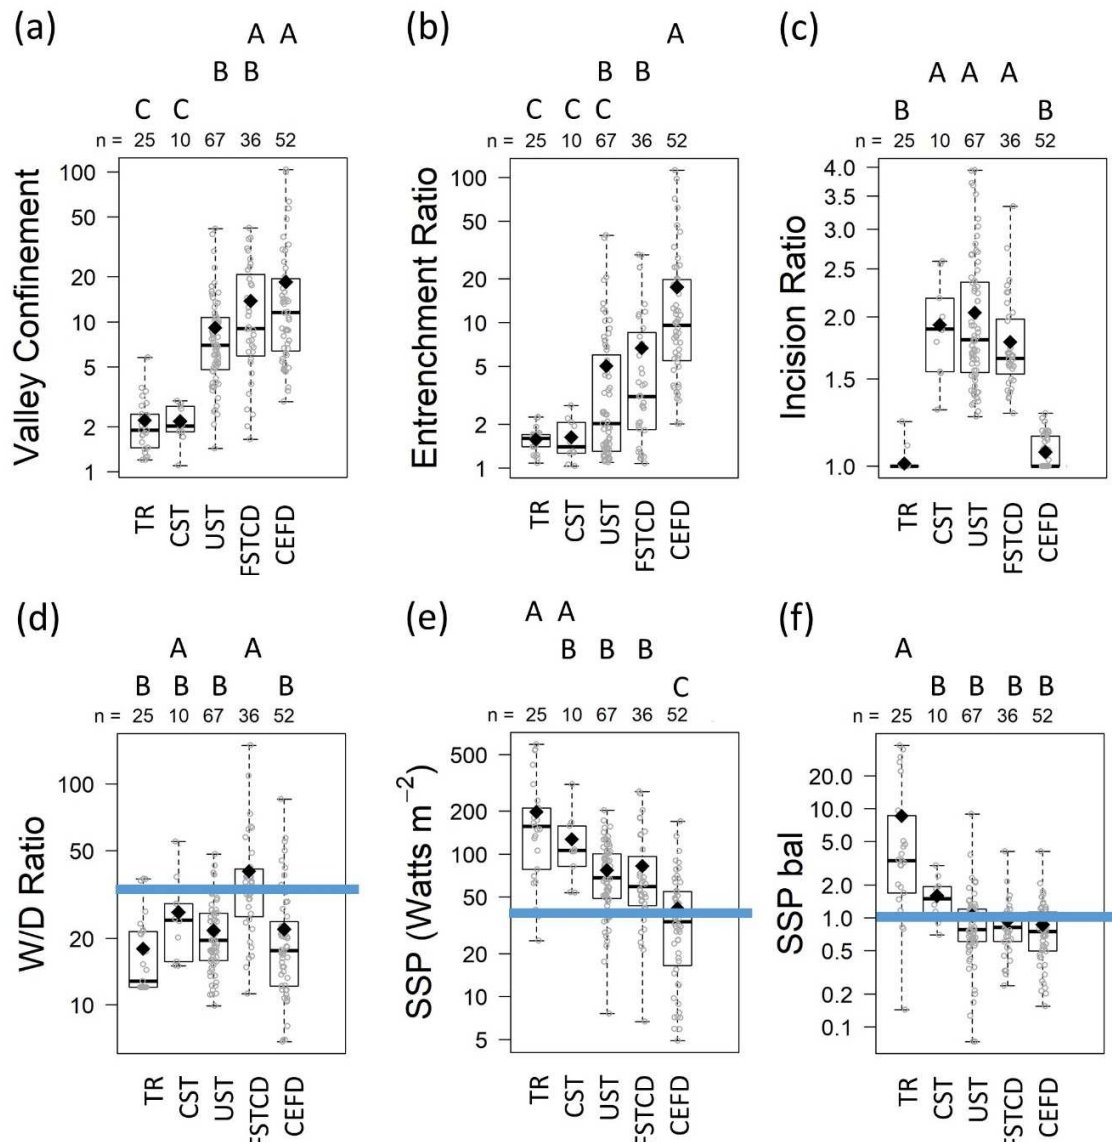 (a)
A A
B B
C C
n = 25 10 67 36 52
Valley Confinement
100
50
20
10
5
2
1
TR CST UST FSTCD CEFD
(b)
A
B B
C C C
n = 25 10 67 36 52
Entrenchment Ratio
100
50
20
10
5
2
1
TR CST UST FSTCD CEFD
(c)
A A A
B B
n = 25 10 67 36 52
Incision Ratio
4.0
3.5
3.0
2.5
2.0
1.5
1.0
TR CST UST FSTCD CEFD
(d)
A A
B B B B
n = 25 10 67 36 52
W/D Ratio
100
50
20
10
TR CST UST FSTCD CEFD
(e)
A A
B B B
C
n = 25 10 67 36 52
SSP (Watts m−2)
500
200
100
50
20
10
5
TR CST UST FSTCD CEFD
(f)
A
B B B B
n = 25 10 67 36 52
SSP bal
20.0
10.0
5.0
2.0
1.0
0.5
0.2
0.1
TR CST UST FSTCD CEFD